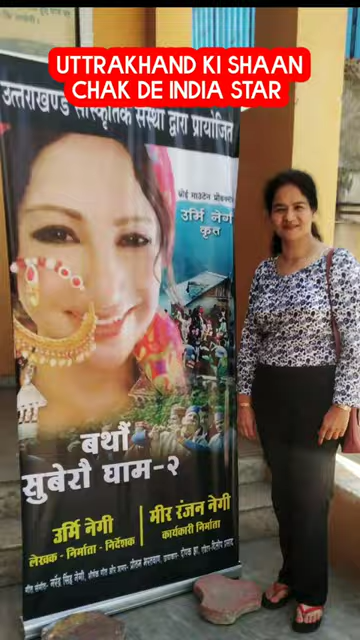 UTTRAKHAND KI SHAAN
CHAK DE INDIA STAR
उत्तराखण्ड सांस्कृतिक संस्था द्वारा प्रायोजित
उर्मि नेगी
कृत
बथौं
सुबेरौ घाम-२
उर्मि नेगी
लेखक - निर्माता - निर्देशक
मीर रंजन नेगी
कार्यकारी निर्माता